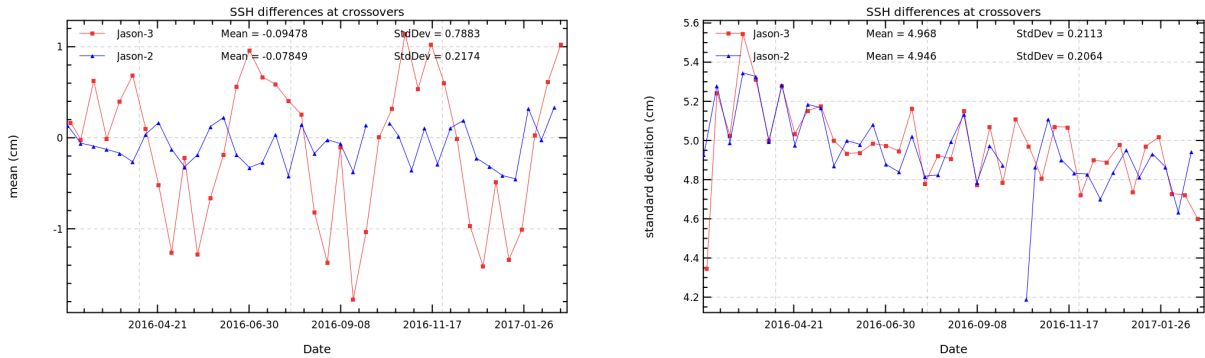 SSH differences at crossovers
Jason-3 Mean = -0.09478 StdDev = 0.7883
Jason-2 Mean = -0.07849 StdDev = 0.2174
mean (cm)
1
0
-1
2016-04-21 2016-06-30 2016-09-08 2016-11-17 2017-01-26
Date
SSH differences at crossovers
Jason-3 Mean = 4.968 StdDev = 0.2113
Jason-2 Mean = 4.946 StdDev = 0.2064
standard deviation (cm)
5.6
5.4
5.2
5.0
4.8
4.6
4.4
4.2
2016-04-21 2016-06-30 2016-09-08 2016-11-17 2017-01-26
Date